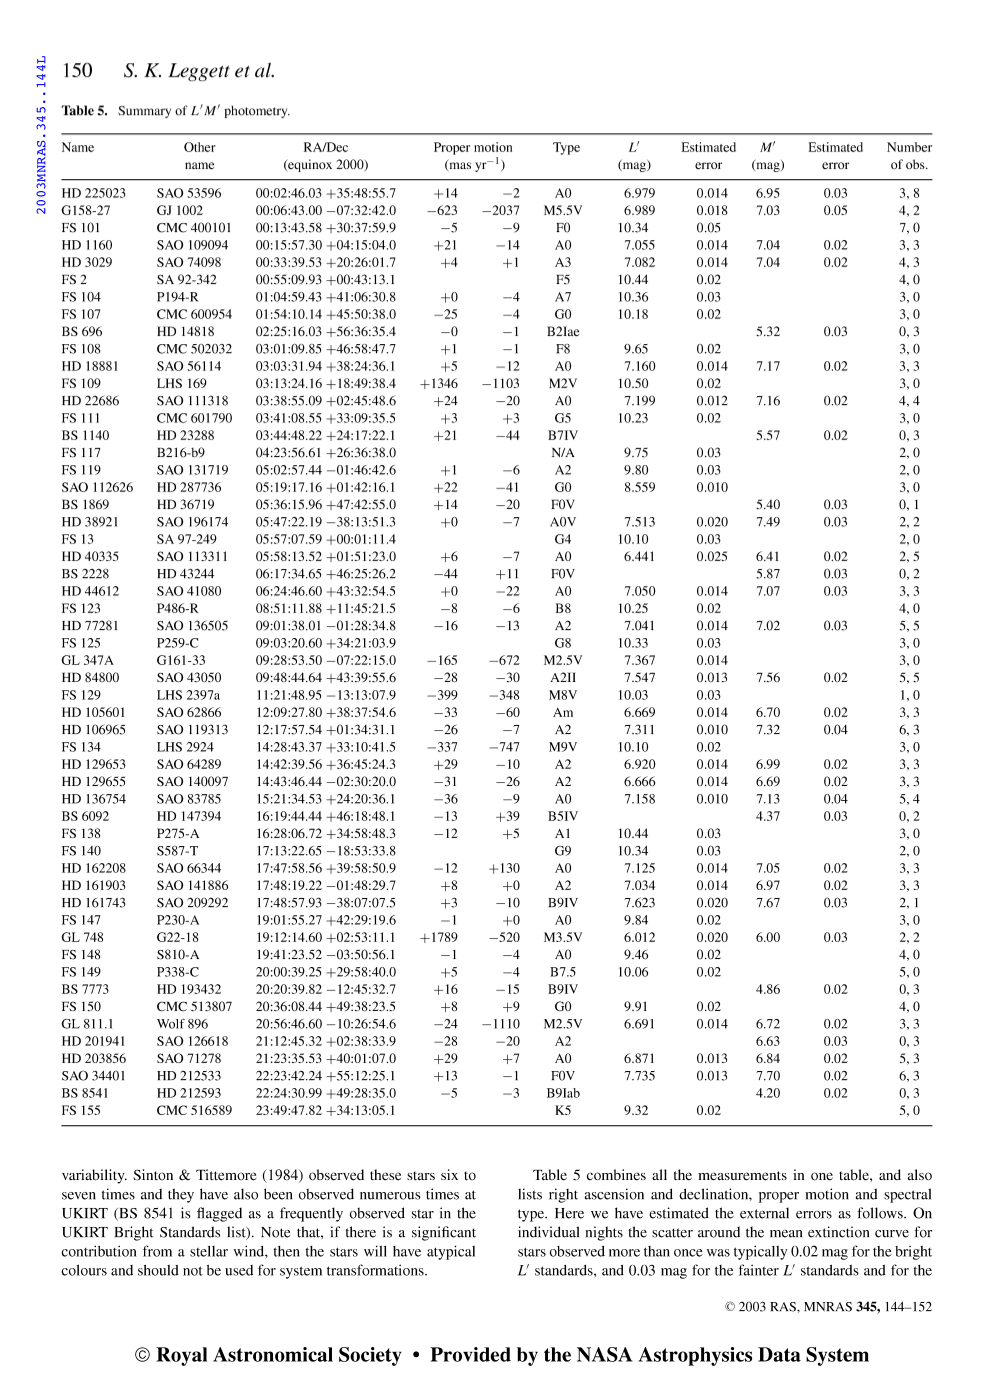 2003MNRAS.345..144L
150 S. K. Leggett et al.
Table 5. Summary of L′M′ photometry.
Name Other RA/Dec Proper motion Type L′ Estimated M′ Estimated Number
name (equinox 2000) (mas yr−1) (mag) error (mag) error of obs.
HD 225023 SAO 53596 00:02:46.03 +35:48:55.7 +14 −2 A0 6.979 0.014 6.95 0.03 3, 8
G158-27 GJ 1002 00:06:43.00 −07:32:42.0 −623 −2037 M5.5V 6.989 0.018 7.03 0.05 4, 2
FS 101 CMC 400101 00:13:43.58 +30:37:59.9 −5 −9 F0 10.34 0.05 7, 0
HD 1160 SAO 109094 00:15:57.30 +04:15:04.0 +21 −14 A0 7.055 0.014 7.04 0.02 3, 3
HD 3029 SAO 74098 00:33:39.53 +20:26:01.7 +4 +1 A3 7.082 0.014 7.04 0.02 4, 3
FS 2 SA 92-342 00:55:09.93 +00:43:13.1 F5 10.44 0.02 4, 0
FS 104 P194-R 01:04:59.43 +41:06:30.8 +0 −4 A7 10.36 0.03 3, 0
FS 107 CMC 600954 01:54:10.14 +45:50:38.0 −25 −4 G0 10.18 0.02 3, 0
BS 696 HD 14818 02:25:16.03 +56:36:35.4 −0 −1 B2Iae 5.32 0.03 0, 3
FS 108 CMC 502032 03:01:09.85 +46:58:47.7 +1 −1 F8 9.65 0.02 3, 0
HD 18881 SAO 56114 03:03:31.94 +38:24:36.1 +5 −12 A0 7.160 0.014 7.17 0.02 3, 3
FS 109 LHS 169 03:13:24.16 +18:49:38.4 +1346 −1103 M2V 10.50 0.02 3, 0
HD 22686 SAO 111318 03:38:55.09 +02:45:48.6 +24 −20 A0 7.199 0.012 7.16 0.02 4, 4
FS 111 CMC 601790 03:41:08.55 +33:09:35.5 +3 +3 G5 10.23 0.02 3, 0
BS 1140 HD 23288 03:44:48.22 +24:17:22.1 +21 −44 B7IV 5.57 0.02 0, 3
FS 117 B216-b9 04:23:56.61 +26:36:38.0 N/A 9.75 0.03 2, 0
FS 119 SAO 131719 05:02:57.44 −01:46:42.6 +1 −6 A2 9.80 0.03 2, 0
SAO 112626 HD 287736 05:19:17.16 +01:42:16.1 +22 −41 G0 8.559 0.010 3, 0
BS 1869 HD 36719 05:36:15.96 +47:42:55.0 +14 −20 F0V 5.40 0.03 0, 1
HD 38921 SAO 196174 05:47:22.19 −38:13:51.3 +0 −7 A0V 7.513 0.020 7.49 0.03 2, 2
FS 13 SA 97-249 05:57:07.59 +00:01:11.4 G4 10.10 0.03 2, 0
HD 40335 SAO 113311 05:58:13.52 +01:51:23.0 +6 −7 A0 6.441 0.025 6.41 0.02 2, 5
BS 2228 HD 43244 06:17:34.65 +46:25:26.2 −44 +11 F0V 5.87 0.03 0, 2
HD 44612 SAO 41080 06:24:46.60 +43:32:54.5 +0 −22 A0 7.050 0.014 7.07 0.03 3, 3
FS 123 P486-R 08:51:11.88 +11:45:21.5 −8 −6 B8 10.25 0.02 4, 0
HD 77281 SAO 136505 09:01:38.01 −01:28:34.8 −16 −13 A2 7.041 0.014 7.02 0.03 5, 5
FS 125 P259-C 09:03:20.60 +34:21:03.9 G8 10.33 0.03 3, 0
GL 347A G161-33 09:28:53.50 −07:22:15.0 −165 −672 M2.5V 7.367 0.014 3, 0
HD 84800 SAO 43050 09:48:44.64 +43:39:55.6 −28 −30 A2II 7.547 0.013 7.56 0.02 5, 5
FS 129 LHS 2397a 11:21:48.95 −13:13:07.9 −399 −348 M8V 10.03 0.03 1, 0
HD 105601 SAO 62866 12:09:27.80 +38:37:54.6 −33 −60 Am 6.669 0.014 6.70 0.02 3, 3
HD 106965 SAO 119313 12:17:57.54 +01:34:31.1 −26 −7 A2 7.311 0.010 7.32 0.04 6, 3
FS 134 LHS 2924 14:28:43.37 +33:10:41.5 −337 −747 M9V 10.10 0.02 3, 0
HD 129653 SAO 64289 14:42:39.56 +36:45:24.3 +29 −10 A2 6.920 0.014 6.99 0.02 3, 3
HD 129655 SAO 140097 14:43:46.44 −02:30:20.0 −31 −26 A2 6.666 0.014 6.69 0.02 3, 3
HD 136754 SAO 83785 15:21:34.53 +24:20:36.1 −36 −9 A0 7.158 0.010 7.13 0.04 5, 4
BS 6092 HD 147394 16:19:44.44 +46:18:48.1 −13 +39 B5IV 4.37 0.03 0, 2
FS 138 P275-A 16:28:06.72 +34:58:48.3 −12 +5 A1 10.44 0.03 3, 0
FS 140 S587-T 17:13:22.65 −18:53:33.8 G9 10.34 0.03 2, 0
HD 162208 SAO 66344 17:47:58.56 +39:58:50.9 −12 +130 A0 7.125 0.014 7.05 0.02 3, 3
HD 161903 SAO 141886 17:48:19.22 −01:48:29.7 +8 +0 A2 7.034 0.014 6.97 0.02 3, 3
HD 161743 SAO 209292 17:48:57.93 −38:07:07.5 +3 −10 B9IV 7.623 0.020 7.67 0.03 2, 1
FS 147 P230-A 19:01:55.27 +42:29:19.6 −1 +0 A0 9.84 0.02 3, 0
GL 748 G22-18 19:12:14.60 +02:53:11.1 +1789 −520 M3.5V 6.012 0.020 6.00 0.03 2, 2
FS 148 S810-A 19:41:23.52 −03:50:56.1 −1 −4 A0 9.46 0.02 4, 0
FS 149 P338-C 20:00:39.25 +29:58:40.0 +5 −4 B7.5 10.06 0.02 5, 0
BS 7773 HD 193432 20:20:39.82 −12:45:32.7 +16 −15 B9IV 4.86 0.02 0, 3
FS 150 CMC 513807 20:36:08.44 +49:38:23.5 +8 +9 G0 9.91 0.02 4, 0
GL 811.1 Wolf 896 20:56:46.60 −10:26:54.6 −24 −1110 M2.5V 6.691 0.014 6.72 0.02 3, 3
HD 201941 SAO 126618 21:12:45.32 +02:38:33.9 −28 −20 A2 6.63 0.03 0, 3
HD 203856 SAO 71278 21:23:35.53 +40:01:07.0 +29 +7 A0 6.871 0.013 6.84 0.02 5, 3
SAO 34401 HD 212533 22:23:42.24 +55:12:25.1 +13 −1 F0V 7.735 0.013 7.70 0.02 6, 3
BS 8541 HD 212593 22:24:30.99 +49:28:35.0 −5 −3 B9Iab 4.20 0.02 0, 3
FS 155 CMC 516589 23:49:47.82 +34:13:05.1 K5 9.32 0.02 5, 0
variability. Sinton & Tittemore (1984) observed these stars six to
seven times and they have also been observed numerous times at
UKIRT (BS 8541 is flagged as a frequently observed star in the
UKIRT Bright Standards list). Note that, if there is a significant
contribution from a stellar wind, then the stars will have atypical
colours and should not be used for system transformations.
Table 5 combines all the measurements in one table, and also
lists right ascension and declination, proper motion and spectral
type. Here we have estimated the external errors as follows. On
individual nights the scatter around the mean extinction curve for
stars observed more than once was typically 0.02 mag for the bright
L′ standards, and 0.03 mag for the fainter L′ standards and for the
© 2003 RAS, MNRAS 345, 144–152
© Royal Astronomical Society • Provided by the NASA Astrophysics Data System